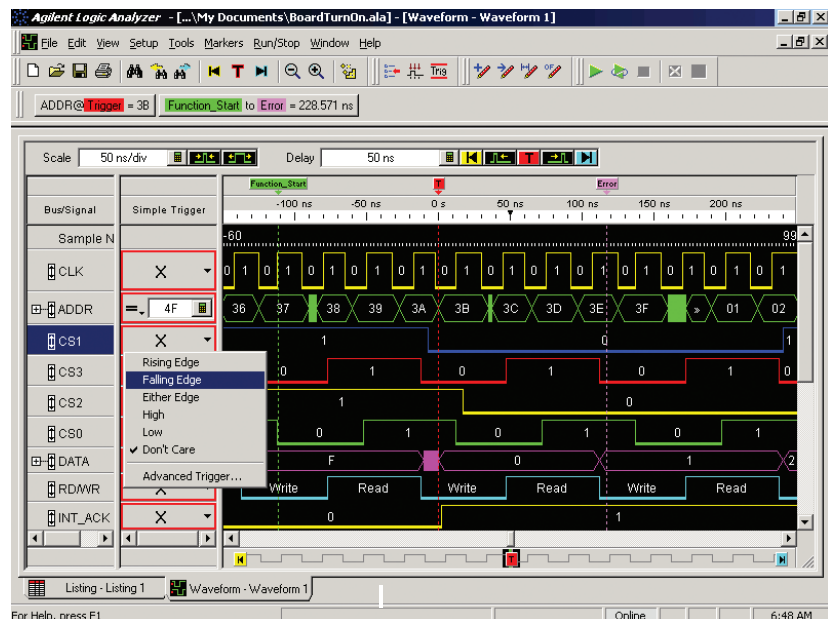 Agilent Logic Analyzer - [...\My Documents\BoardTurnOn.ala] - [Waveform - Waveform 1]
File Edit View Setup Tools Markers Run/Stop Window Help
T Trig
ADDR@Trigger = 3B Function_Start to Error = 228.571 ns
Scale 50 ns/div Delay 50 ns T
Function_Start T Error
Bus/Signal Simple Trigger -100 ns -50 ns 0 s 50 ns 100 ns 150 ns 200 ns
Sample N -60 99
CLK X 0 1 0 1 0 1 0 1 0 1 0 1 0 1 0 1 0 1 0 1 0 1 0 1 0 1
ADDR = 4F 36 37 38 39 3A 3B 3C 3D 3E 3F » 01 02
CS1 X 1 0 1
Rising Edge
CS3 0 1 0 1 0 1 0
Falling Edge
Either Edge
CS2 1 0
High
Low
CS0 0 1 0 1 0 1
Don't Care
DATA F 0 1 2
Advanced Trigger...
RD/WR X Write Read Write Read Write Read
INT_ACK X 0 1
T
Listing - Listing 1 Waveform - Waveform 1
For Help, press F1 Online 6:48 AM